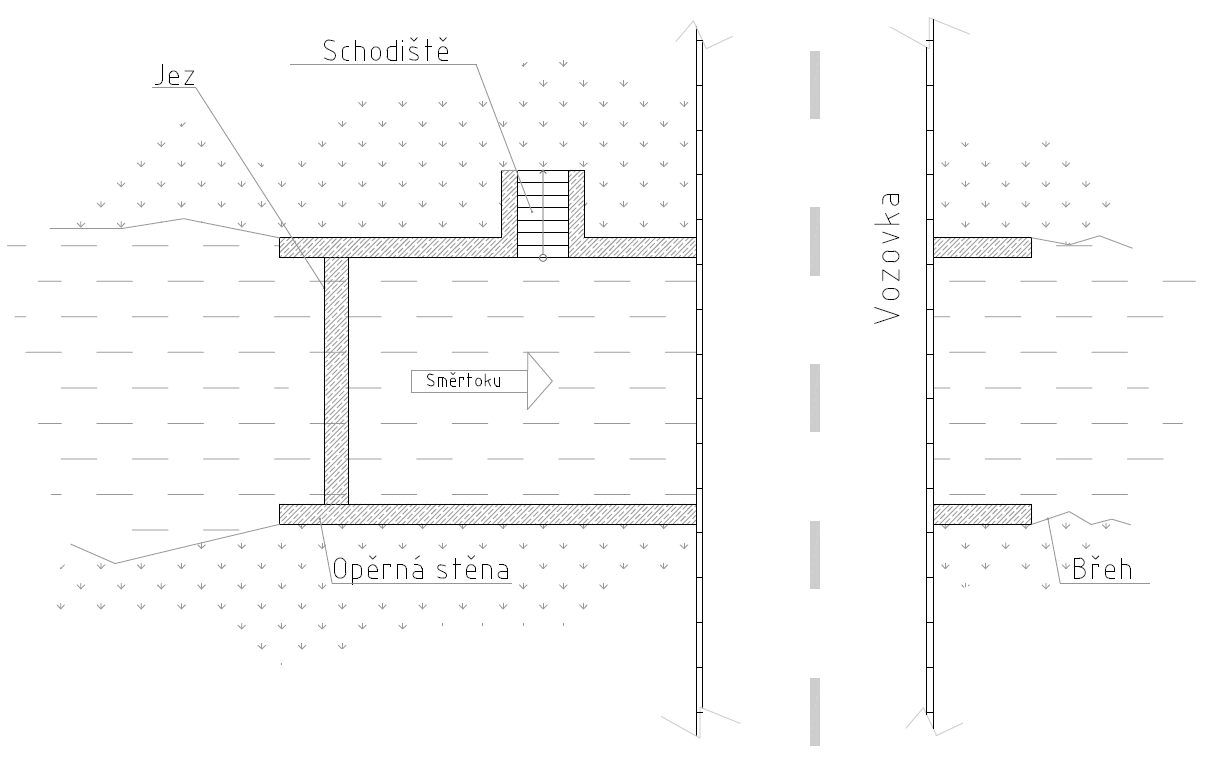 Schodiště
Jez
Vozovka
Směrtoku
Opěrná stěna
Břeh